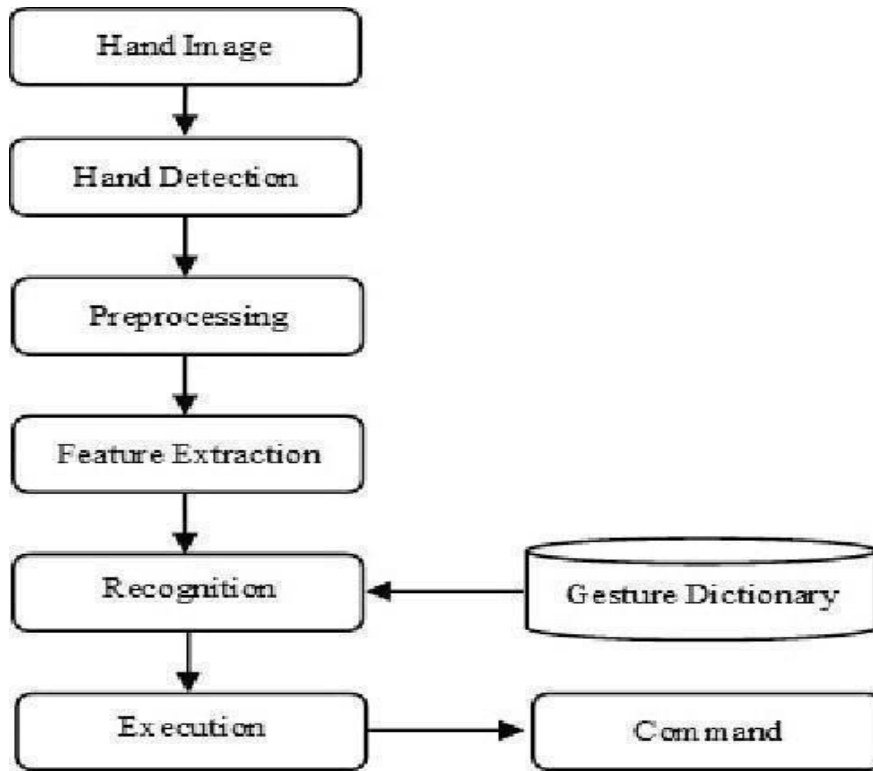 Hand Image
Hand Detection
Preprocessing
Feature Extraction
Recognition
Gesture Dictionary
Execution
Command